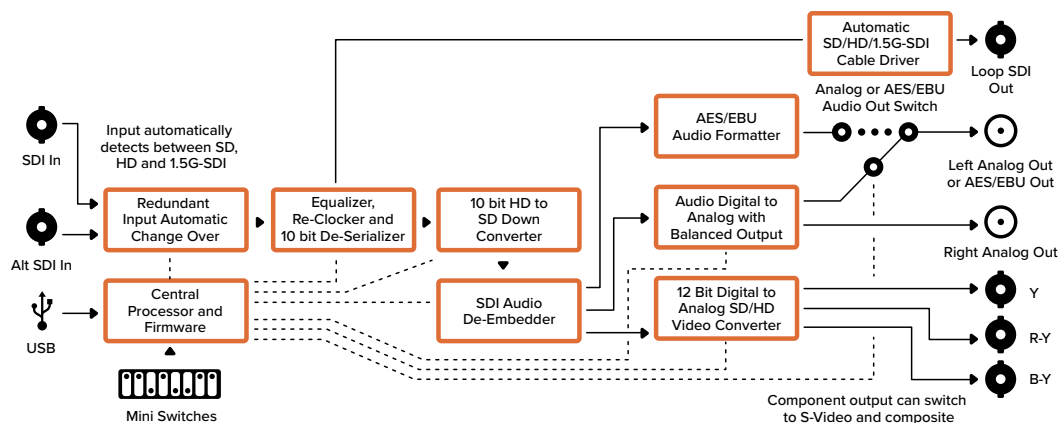 Automatic
SD/HD/1.5G-SDI
Cable Driver
Loop SDI
Out
Analog or AES/EBU
Audio Out Switch
SDI In
Input automatically
detects between SD,
HD and 1.5G-SDI
AES/EBU
Audio Formatter
Left Analog Out
or AES/EBU Out
Alt SDI In
Redundant
Input Automatic
Change Over
Equalizer,
Re-Clocker and
10 bit De-Serializer
10 bit HD to
SD Down
Converter
Audio Digital to
Analog with
Balanced Output
Right Analog Out
USB
Central
Processor and
Firmware
SDI Audio
De-Embedder
12 Bit Digital to
Analog SD/HD
Video Converter
Y
R-Y
B-Y
Mini Switches
Component output can switch
to S-Video and composite